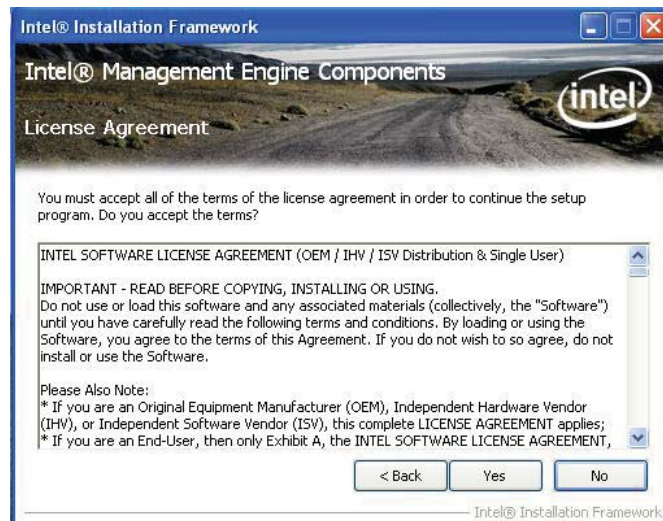 Intel® Installation Framework
Intel® Management Engine Components
intel
License Agreement
You must accept all of the terms of the license agreement in order to continue the setup
program. Do you accept the terms?
INTEL SOFTWARE LICENSE AGREEMENT (OEM / IHV / ISV Distribution & Single User)
IMPORTANT - READ BEFORE COPYING, INSTALLING OR USING.
Do not use or load this software and any associated materials (collectively, the "Software")
until you have carefully read the following terms and conditions. By loading or using the
Software, you agree to the terms of this Agreement. If you do not wish to so agree, do not
install or use the Software.
Please Also Note:
* If you are an Original Equipment Manufacturer (OEM), Independent Hardware Vendor
(IHV), or Independent Software Vendor (ISV), this complete LICENSE AGREEMENT applies;
* If you are an End-User, then only Exhibit A, the INTEL SOFTWARE LICENSE AGREEMENT,
< Back
Yes
No
Intel® Installation Framework